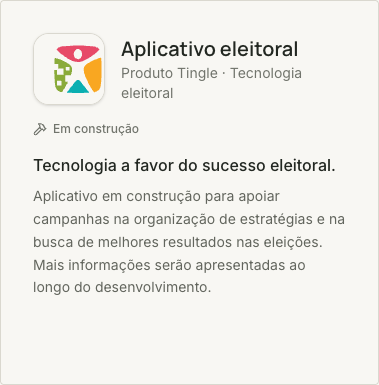 Aplicativo eleitoral
Produto Tingle · Tecnologia
eleitoral
Em construção
Tecnologia a favor do sucesso eleitoral.
Aplicativo em construção para apoiar
campanhas na organização de estratégias e na
busca de melhores resultados nas eleições.
Mais informações serão apresentadas ao
longo do desenvolvimento.